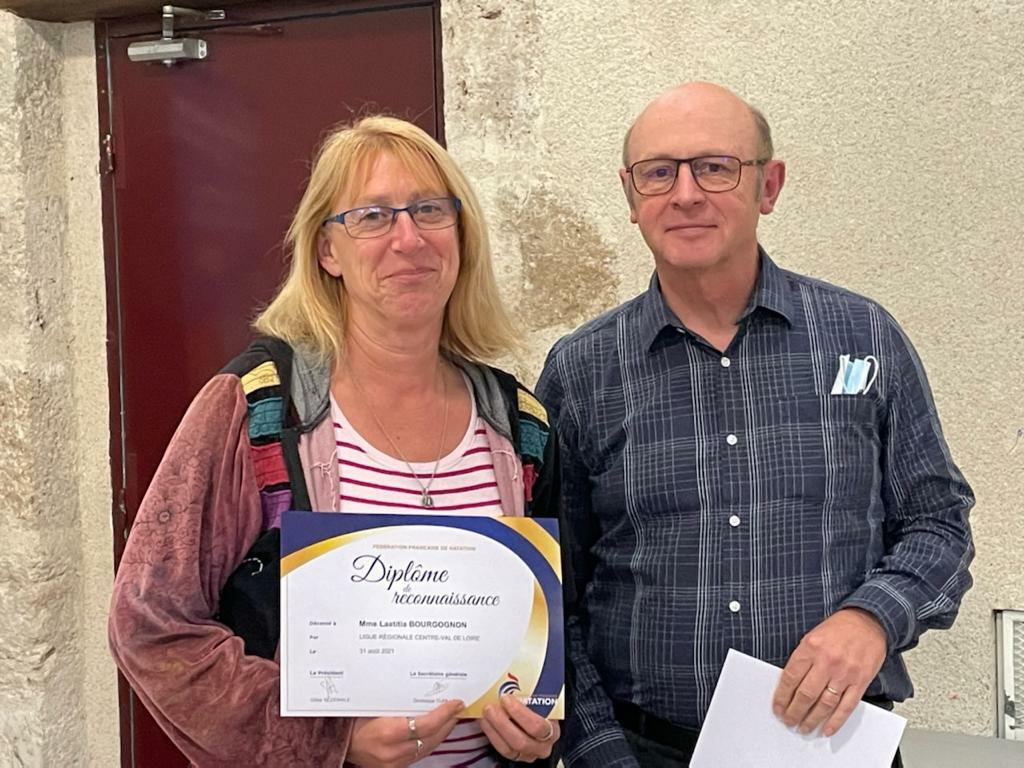 FÉDÉRATION FRANÇAISE DE NATATION
Diplôme
de
reconnaissance
Décerné à Mme Laetitia BOURGOGNON
Par LIGUE RÉGIONALE CENTRE-VAL DE LOIRE
Le 31 août 2021
Le Président La Secrétaire générale
Gilles
NATATION